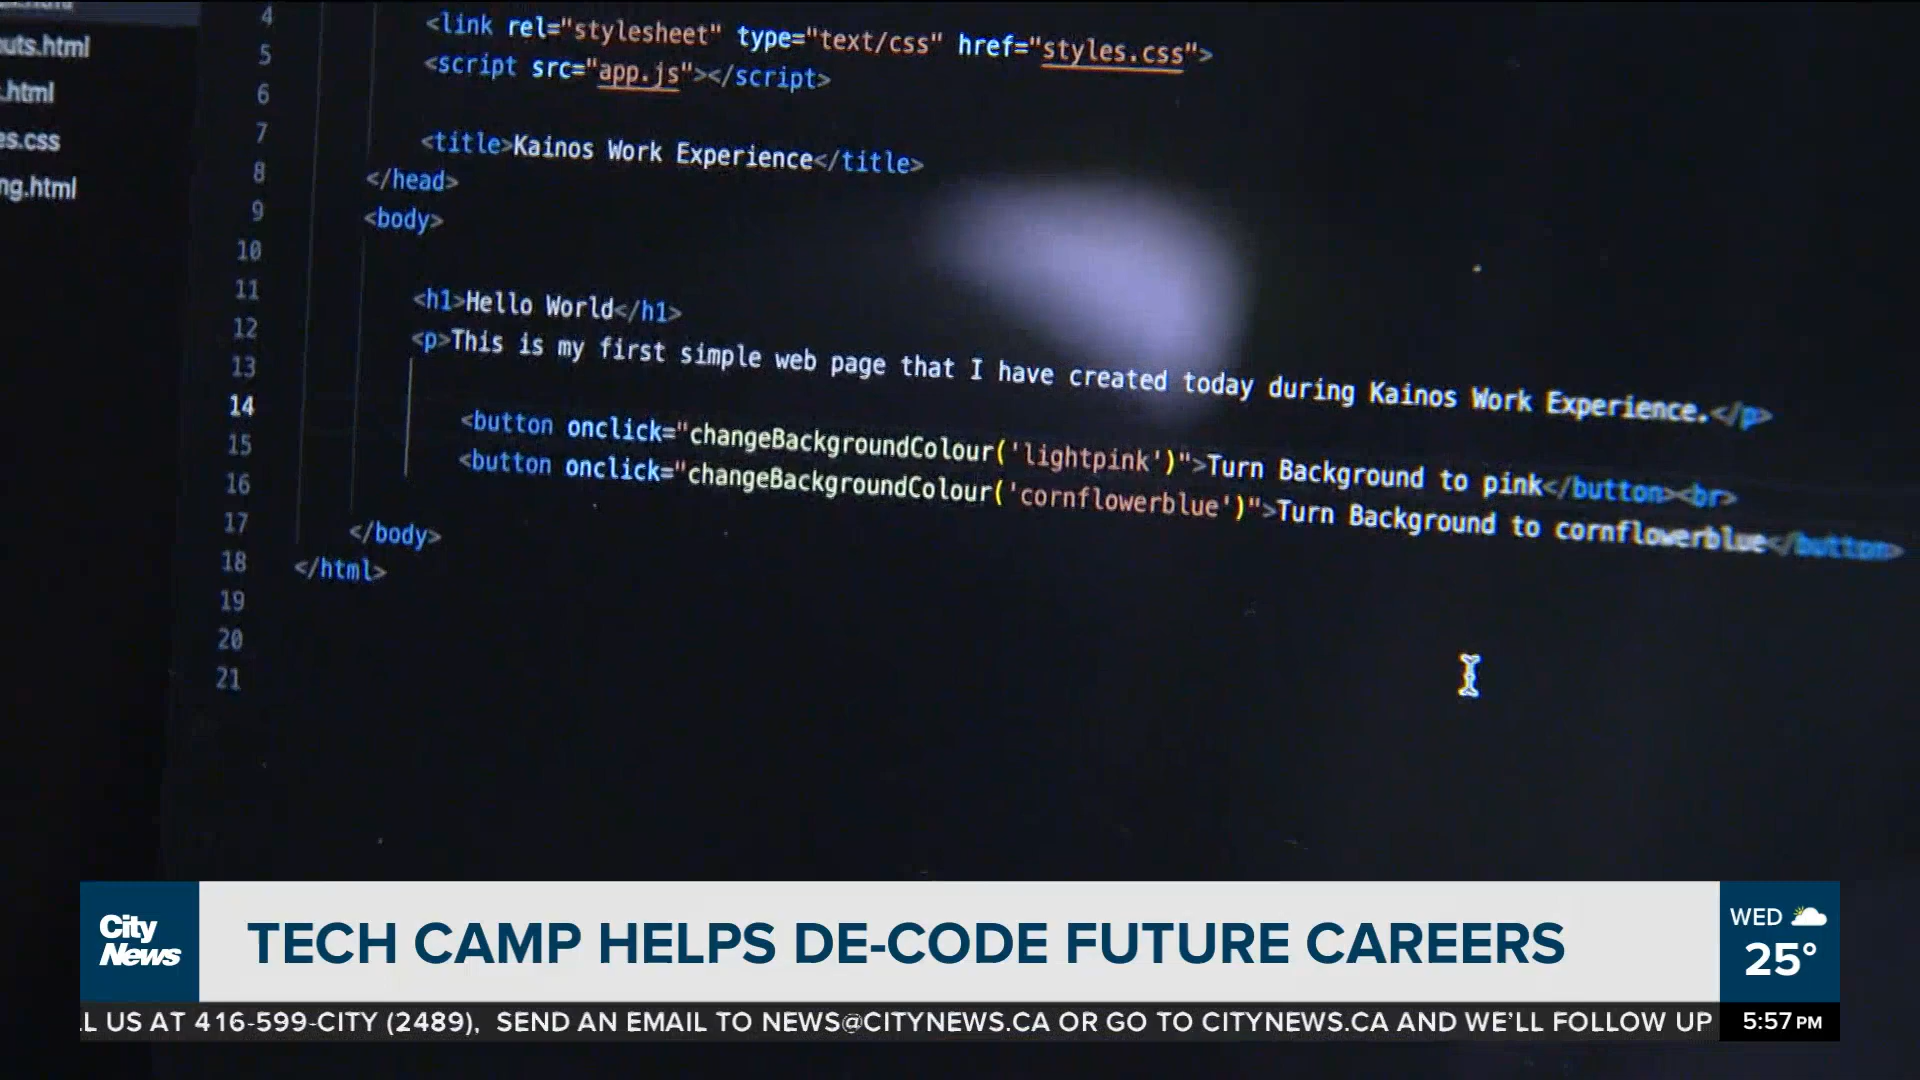 4
uts.html
.html
es.css
ng.html
<link rel="stylesheet" type="text/css" href="styles.css">
5
<script src="app.js"></script>
6
7
<title>Kainos Work Experience</title>
8
</head>
9
<body>
10
11
<h1>Hello World</h1>
12
<p>This is my first simple web page that I have created today during Kainos Work Experience.</p>
13
14
<button onclick="changeBackgroundColour('lightpink')">Turn Background to pink</button><br>
15
<button onclick="changeBackgroundColour('cornflowerblue')">Turn Background to cornflowerblue</button>
16
17
</body>
18
</html>
19
20
21
City News
TECH CAMP HELPS DE-CODE FUTURE CAREERS
WED
25°
LL US AT 416-599-CITY (2489), SEND AN EMAIL TO NEWS@CITYNEWS.CA OR GO TO CITYNEWS.CA AND WE'LL FOLLOW UP
5:57 PM